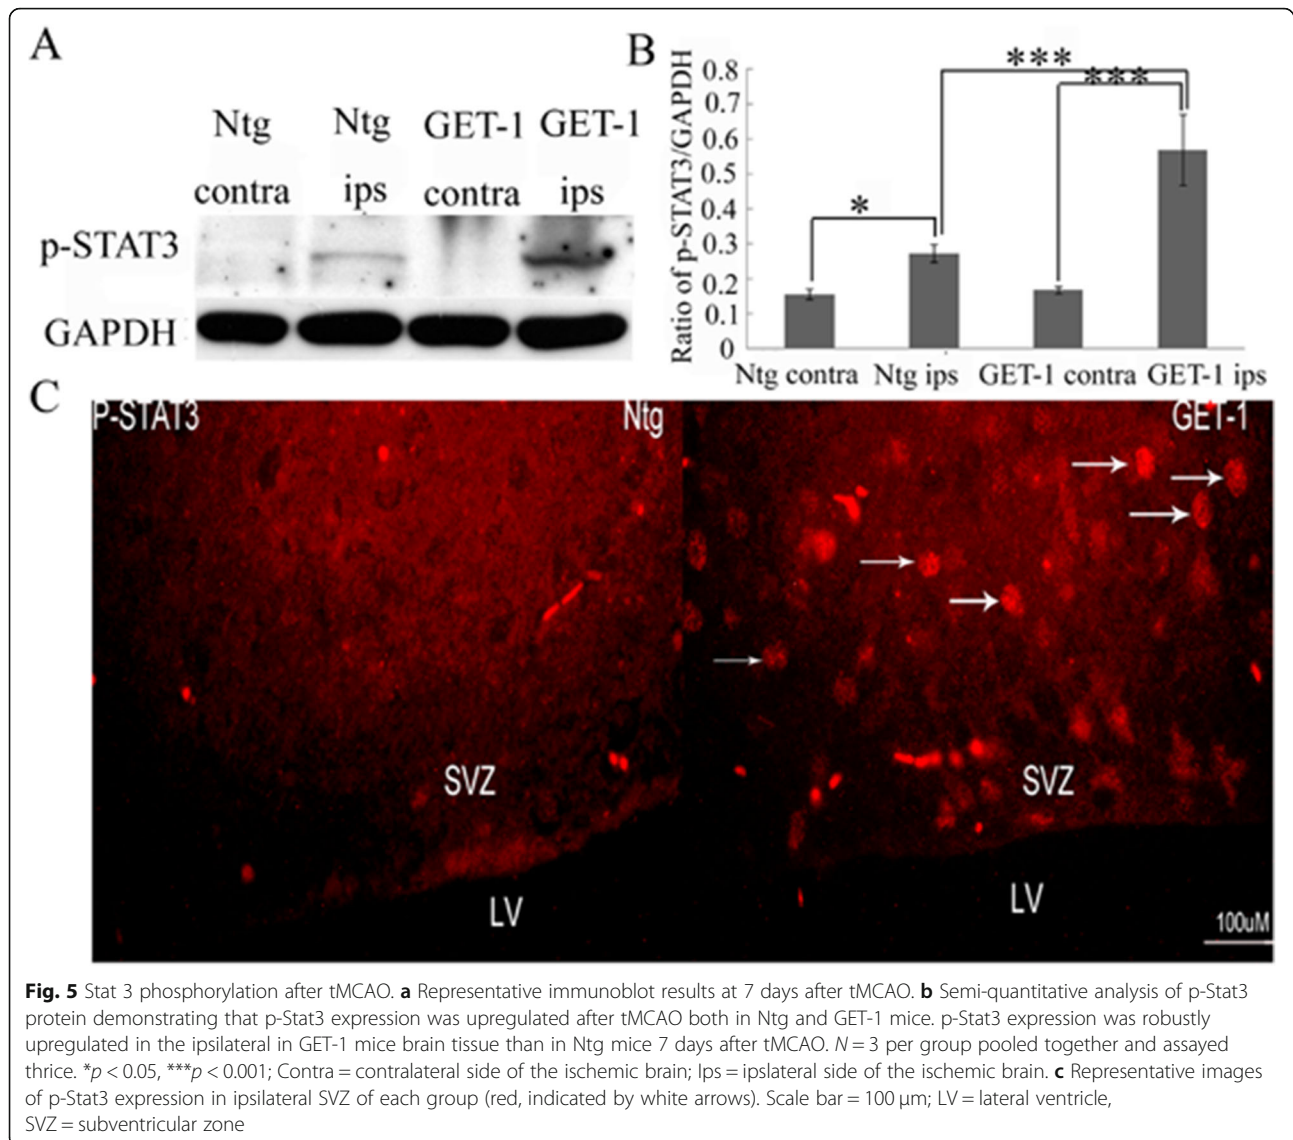 A
Ntg Ntg GET-1 GET-1
contra ips contra ips
p-STAT3
GAPDH
B
Ratio of p-STAT3/GAPDH
0.8
0.7
0.6
0.5
0.4
0.3
0.2
0.1
0
*
***
***
Ntg contra Ntg ips GET-1 contra GET-1 ips
C
P-STAT3 Ntg GET-1
SVZ SVZ
LV LV
100uM
Fig. 5 Stat 3 phosphorylation after tMCAO. a Representative immunoblot results at 7 days after tMCAO. b Semi-quantitative analysis of p-Stat3
protein demonstrating that p-Stat3 expression was upregulated after tMCAO both in Ntg and GET-1 mice. p-Stat3 expression was robustly
upregulated in the ipsilateral in GET-1 mice brain tissue than in Ntg mice 7 days after tMCAO. N = 3 per group pooled together and assayed
thrice. *p < 0.05, ***p < 0.001; Contra = contralateral side of the ischemic brain; Ips = ipslateral side of the ischemic brain. c Representative images
of p-Stat3 expression in ipsilateral SVZ of each group (red, indicated by white arrows). Scale bar = 100 μm; LV = lateral ventricle,
SVZ = subventricular zone